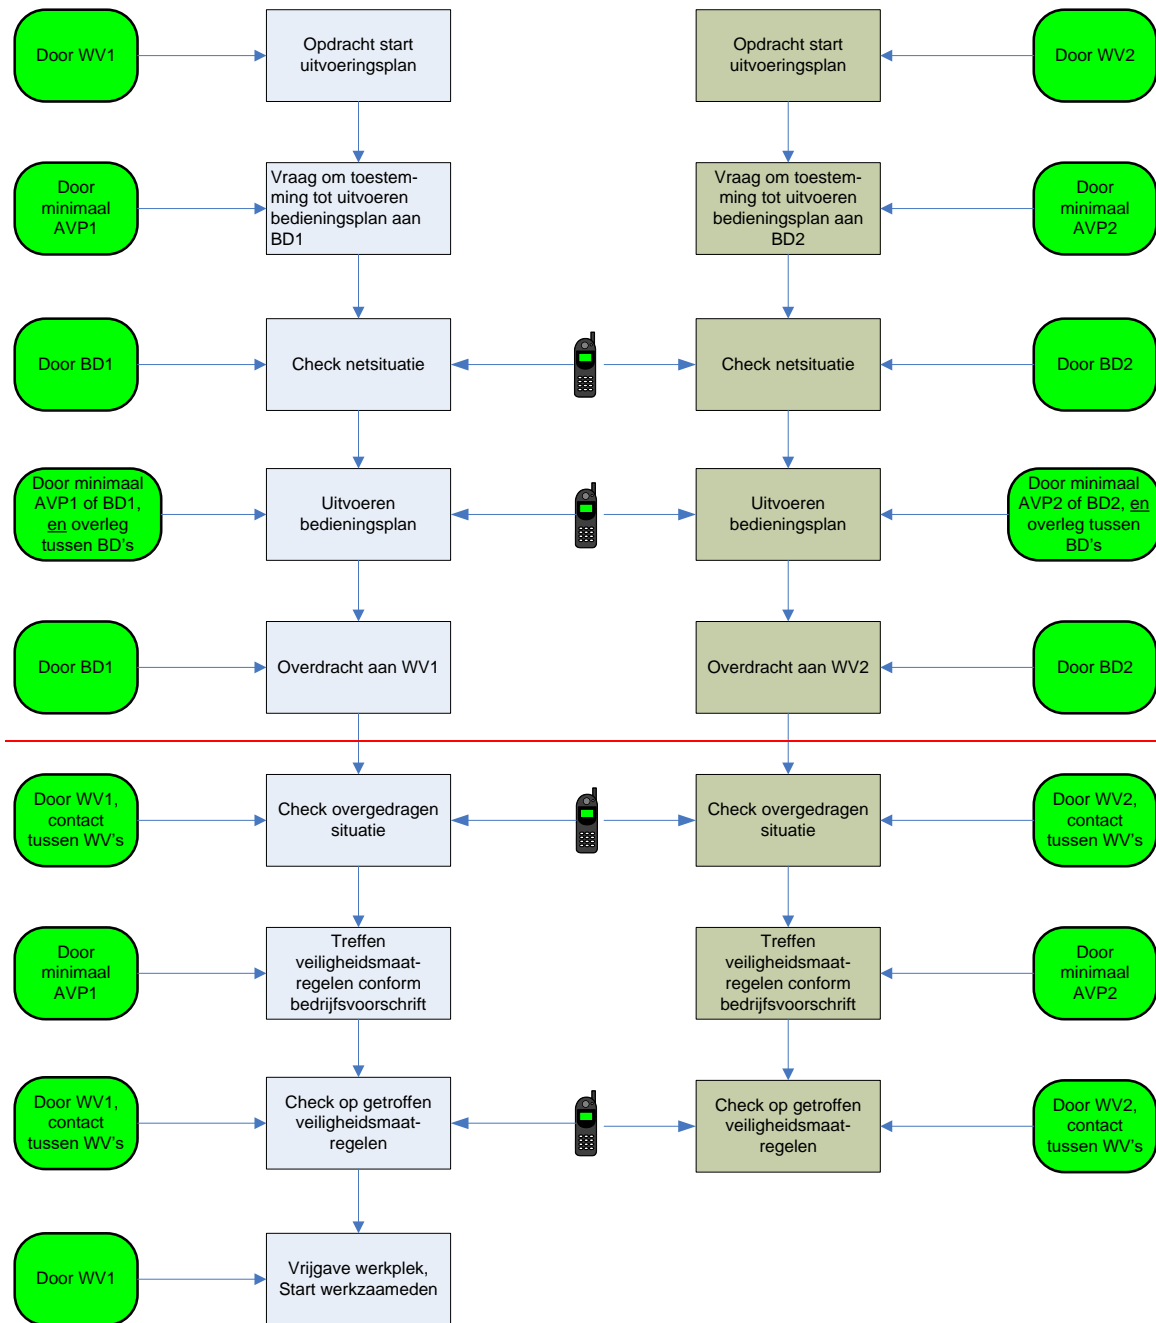 Door WV1
Opdracht start
uitvoeringsplan
Opdracht start
uitvoeringsplan
Door WV2
Door
minimaal
AVP1
Vraag om toestem-
ming tot uitvoeren
bedieningsplan aan
BD1
Vraag om toestem-
ming tot uitvoeren
bedieningsplan aan
BD2
Door
minimaal
AVP2
Door BD1
Check netsituatie
Check netsituatie
Door BD2
Door minimaal
AVP1 of BD1,
en overleg
tussen BD's
Uitvoeren
bedieningsplan
Uitvoeren
bedieningsplan
Door minimaal
AVP2 of BD2, en
overleg tussen
BD's
Door BD1
Overdracht aan WV1
Overdracht aan WV2
Door BD2
Door WV1,
contact
tussen WV's
Check overgedragen
situatie
Check overgedragen
situatie
Door WV2,
contact
tussen WV's
Door
minimaal
AVP1
Treffen
veiligheidsmaat-
regelen conform
bedrijfsvoorschrift
Treffen
veiligheidsmaat-
regelen conform
bedrijfsvoorschrift
Door
minimaal
AVP2
Door WV1,
contact
tussen WV's
Check op getroffen
veiligheidsmaat-
regelen
Check op getroffen
veiligheidsmaat-
regelen
Door WV2,
contact
tussen WV's
Door WV1
Vrijgave werkplek,
Start werkzaameden